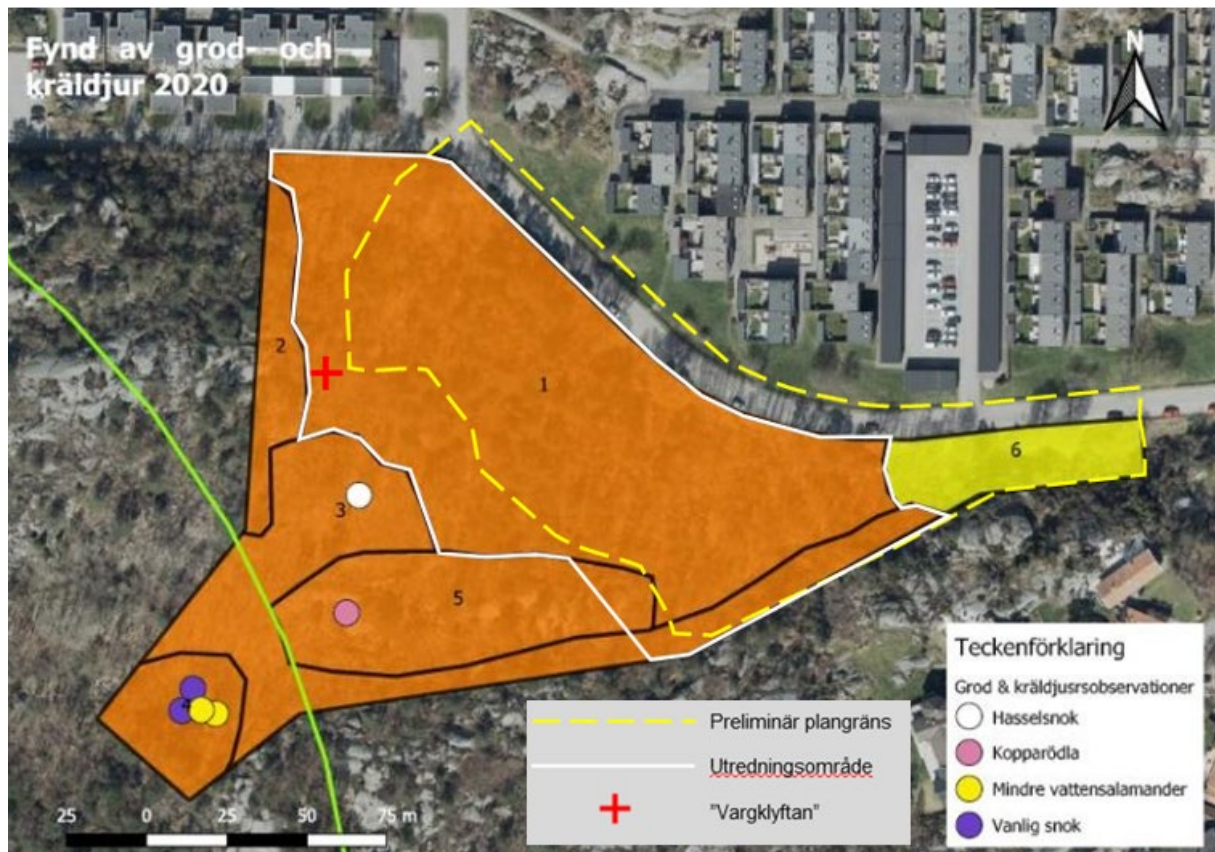 Fynd av grod- och
kräldjur 2020
N
2
1
6
3
5
4
Teckenförklaring
Grod & kräldjusrsobservationer
Hasselsnok
Kopparödla
Mindre vattensalamander
Vanlig snok
Preliminär plangräns
Utredningsområde
"Vargklyftan"
25 0 25 50 75 m